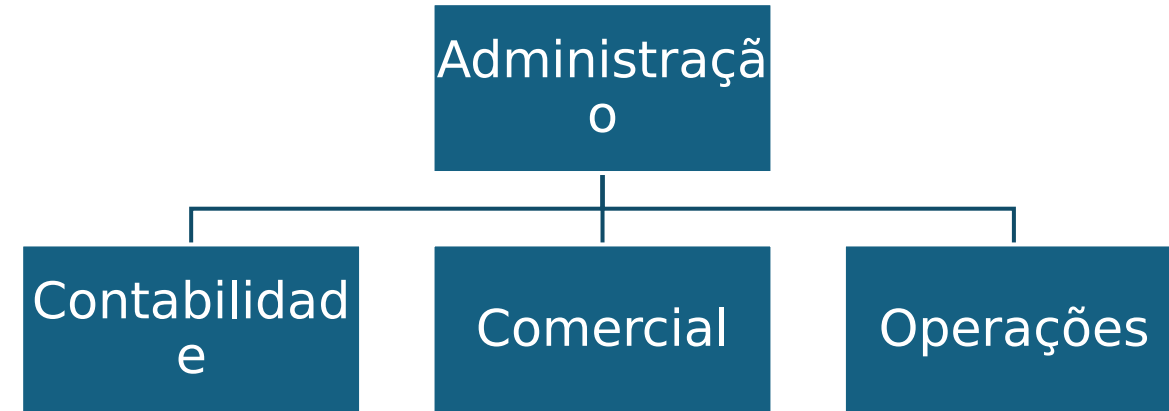 Administraçã
o
Contabilidad
e
Comercial
Operações